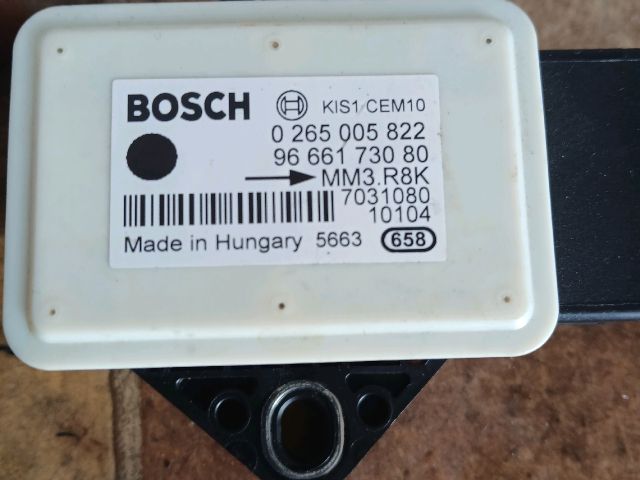 BOSCH KIS1 CEM10
0 265 005 822
96 661 730 80
MM3.R8K
7031080
10104
Made in Hungary 5663 658